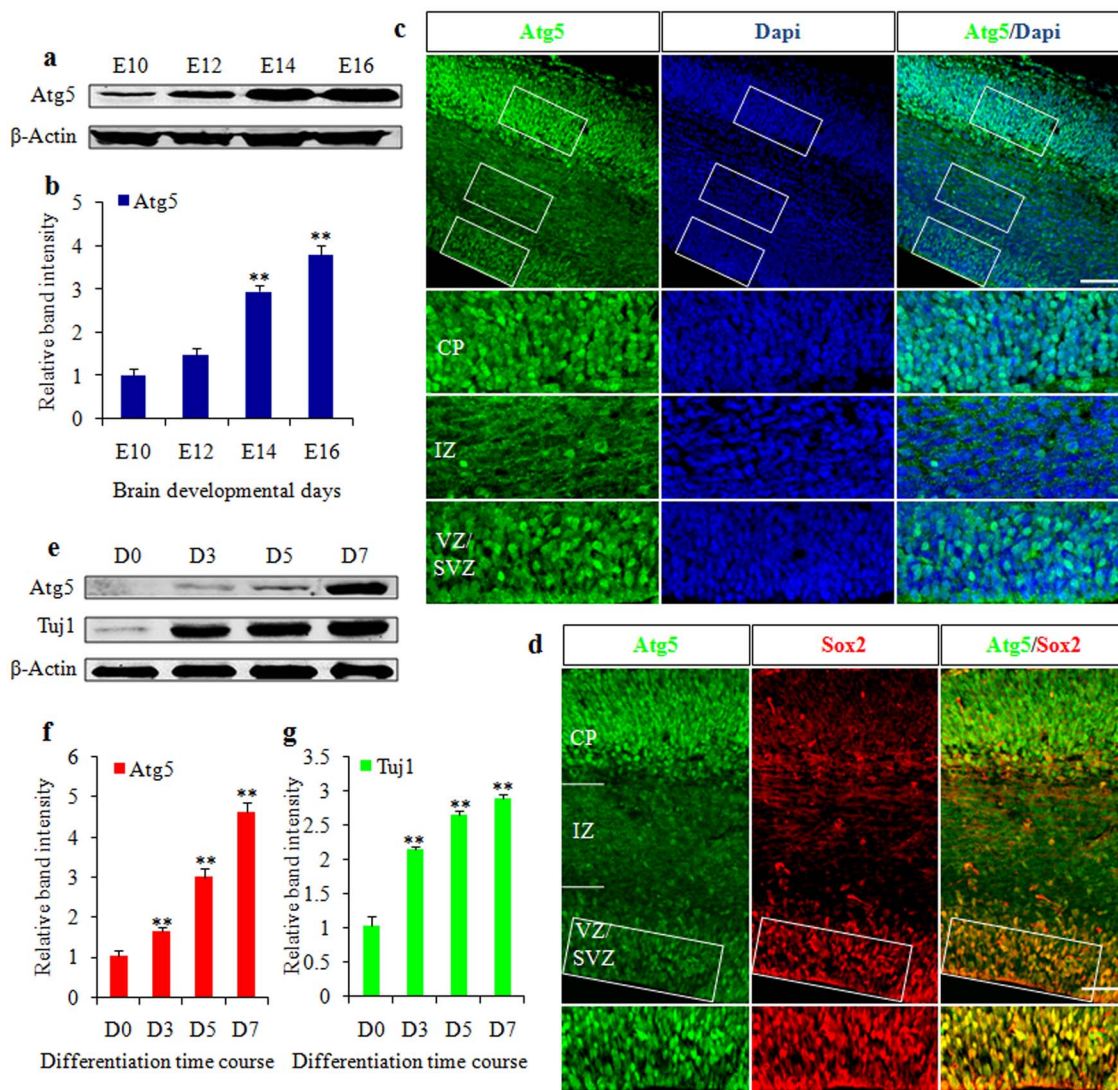 a
E10 E12 E14 E16
Atg5
β-Actin
b
Atg5
Relative band intensity
5
4
3
2
1
0
**
**
E10 E12 E14 E16
Brain developmental days
c
Atg5 Dapi Atg5/Dapi
CP
IZ
VZ/
SVZ
e
D0 D3 D5 D7
Atg5
Tuj1
β-Actin
d
Atg5 Sox2 Atg5/Sox2
CP
IZ
VZ/
SVZ
f
Atg5
Relative band intensity
6
5
4
3
2
1
0
**
**
**
D0 D3 D5 D7
Differentiation time course
g
Tuj1
Relative band intensity
3.5
3
2.5
2
1.5
1
0.5
0
**
**
**
D0 D3 D5 D7
Differentiation time course